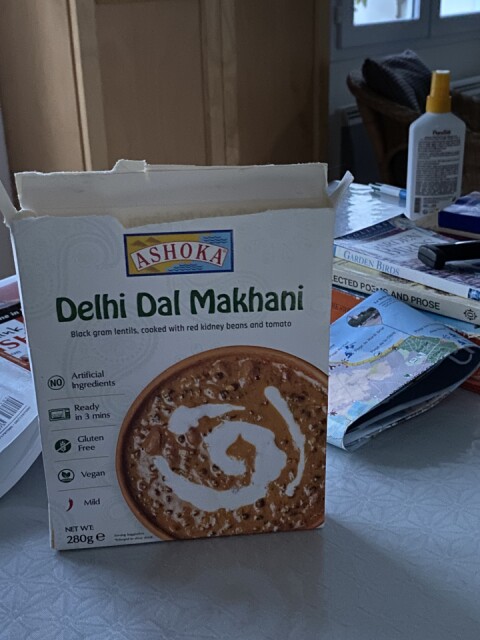 ASHOKA
Delhi Dal Makhani
Black gram lentils, cooked with red kidney beans and tomato
NO
Artificial
Ingredients
Ready
in 3 mins
Gluten
Free
Vegan
Mild
NET WT:
280g e
GARDEN BIRDS
ECTED POEMS AND PROSE